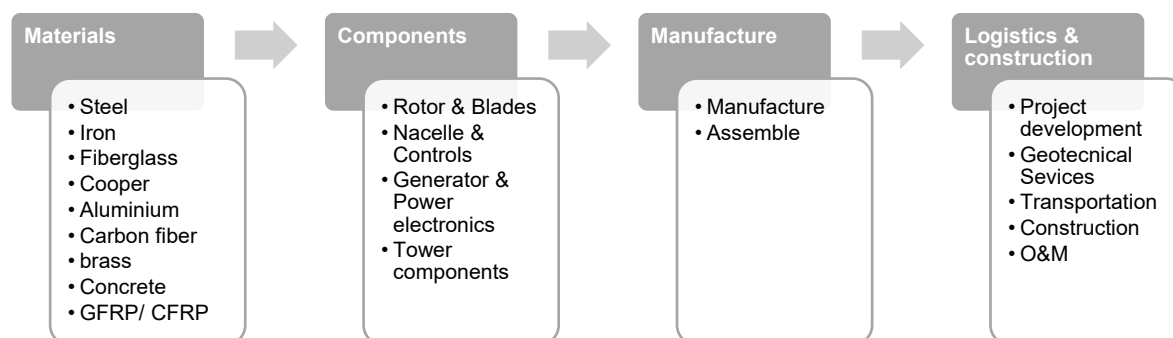 Materials
• Steel
• Iron
• Fiberglass
• Cooper
• Aluminium
• Carbon fiber
• brass
• Concrete
• GFRP/ CFRP
Components
• Rotor & Blades
• Nacelle &
Controls
• Generator &
Power
electronics
• Tower
components
Manufacture
• Manufacture
• Assemble
Logistics &
construction
• Project
development
• Geotecnical
Sevices
• Transportation
• Construction
• O&M